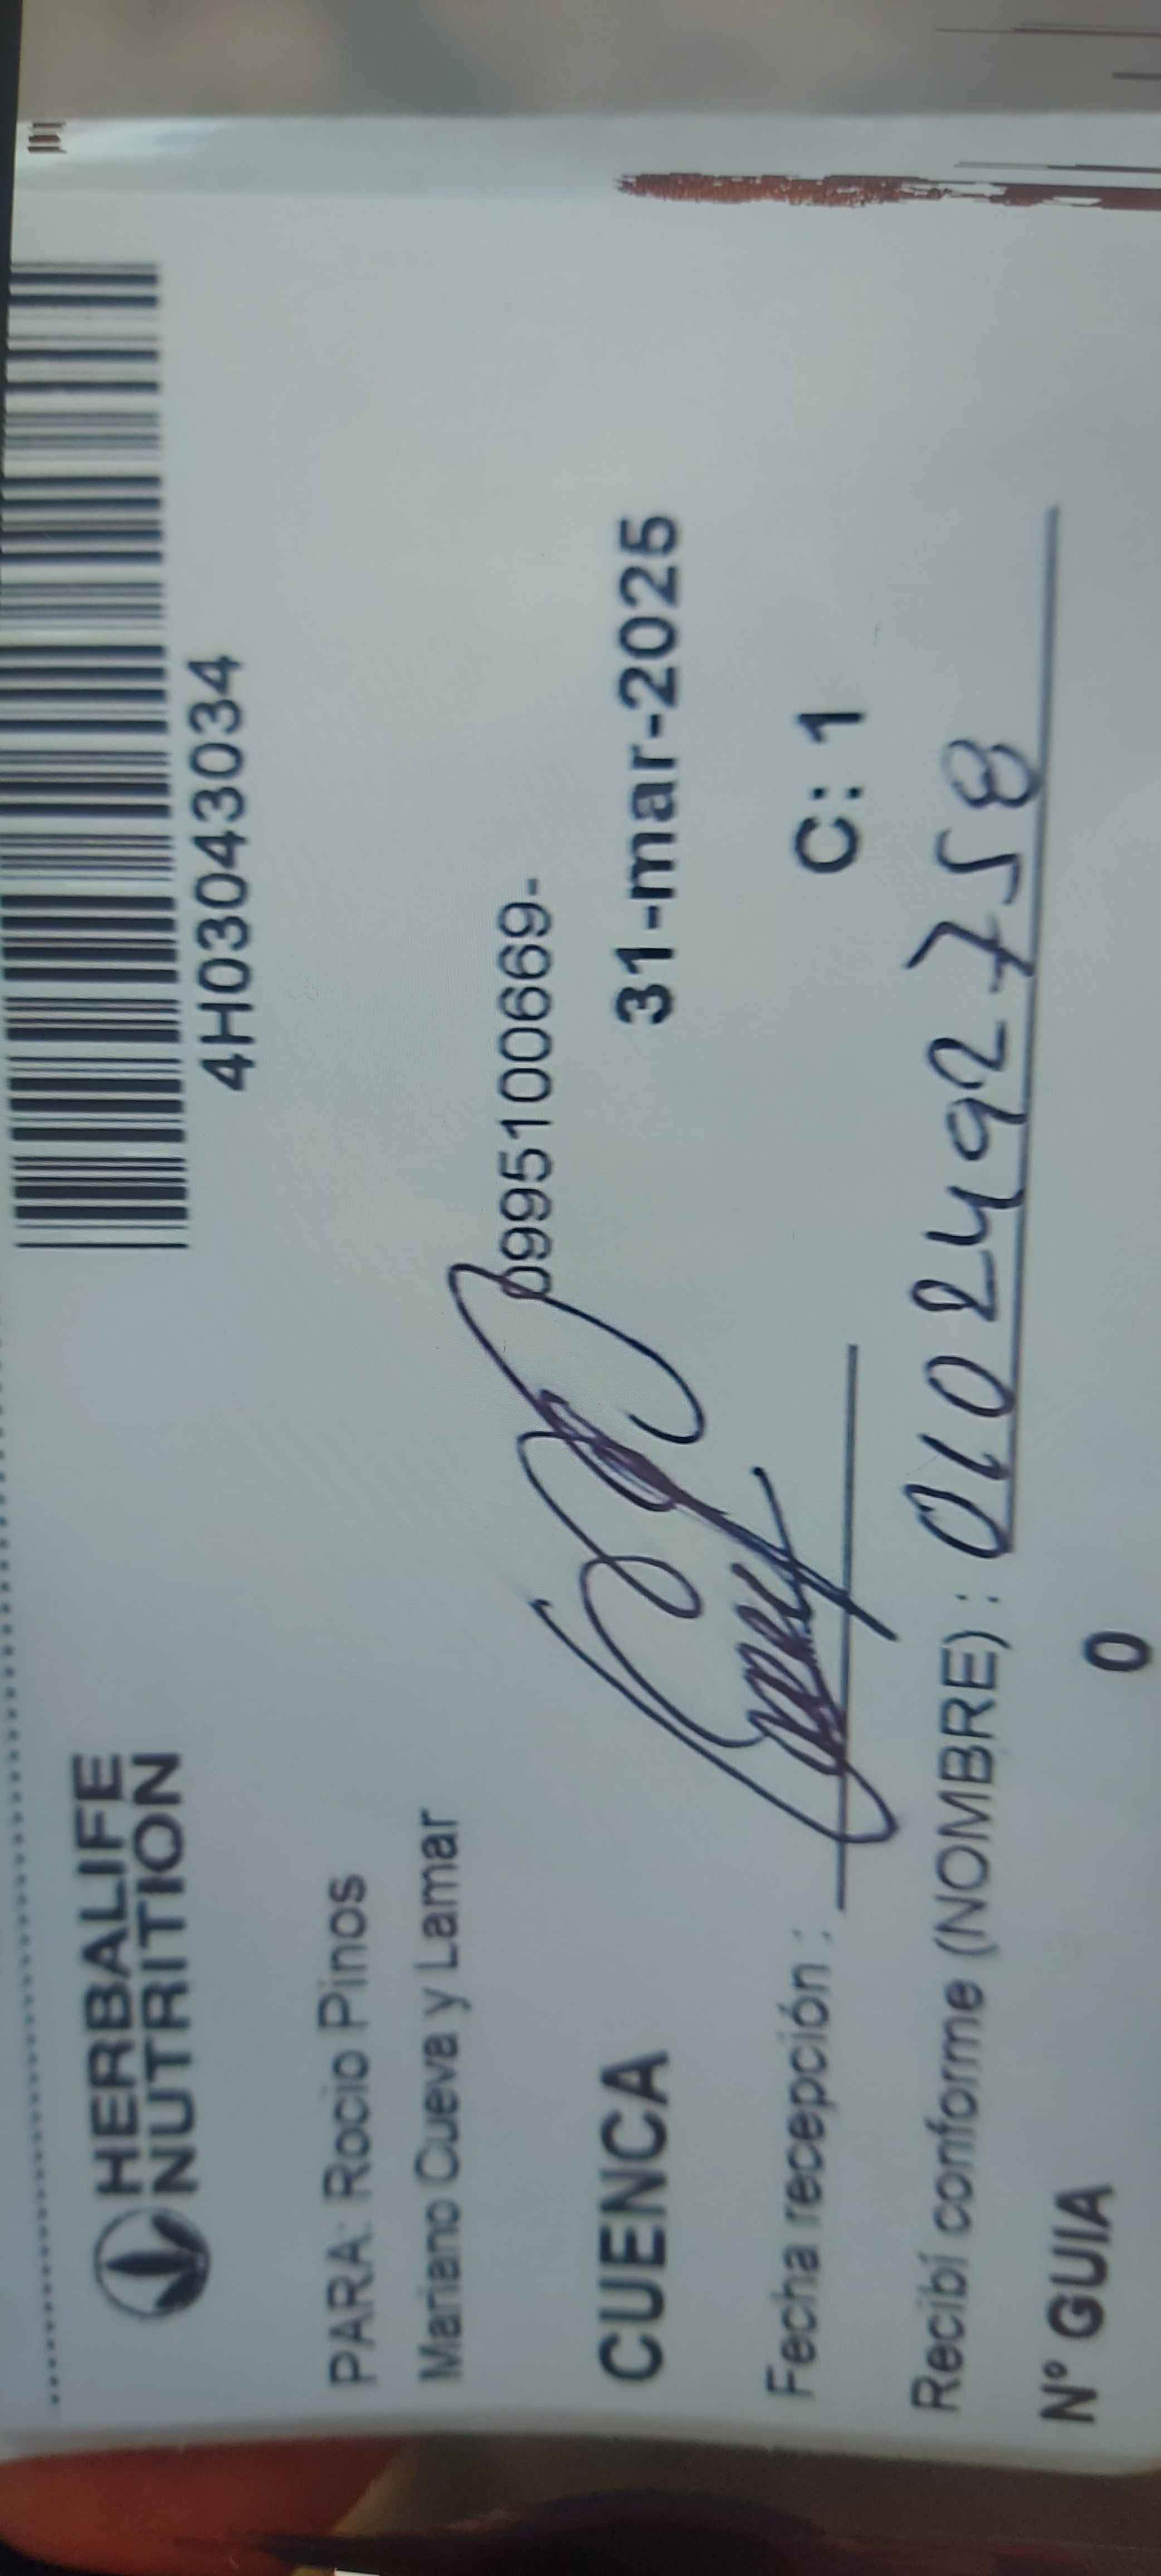 HERBALIFE
NUTRITION
4H03043034
PARA: Rocio Pinos
Mariano Cueva y Lamar
0995100669-
CUENCA
31-mar-2025
Fecha recepción :
C: 1
Recibí conforme (NOMBRE) : 0102492758
Nº GUIA 0